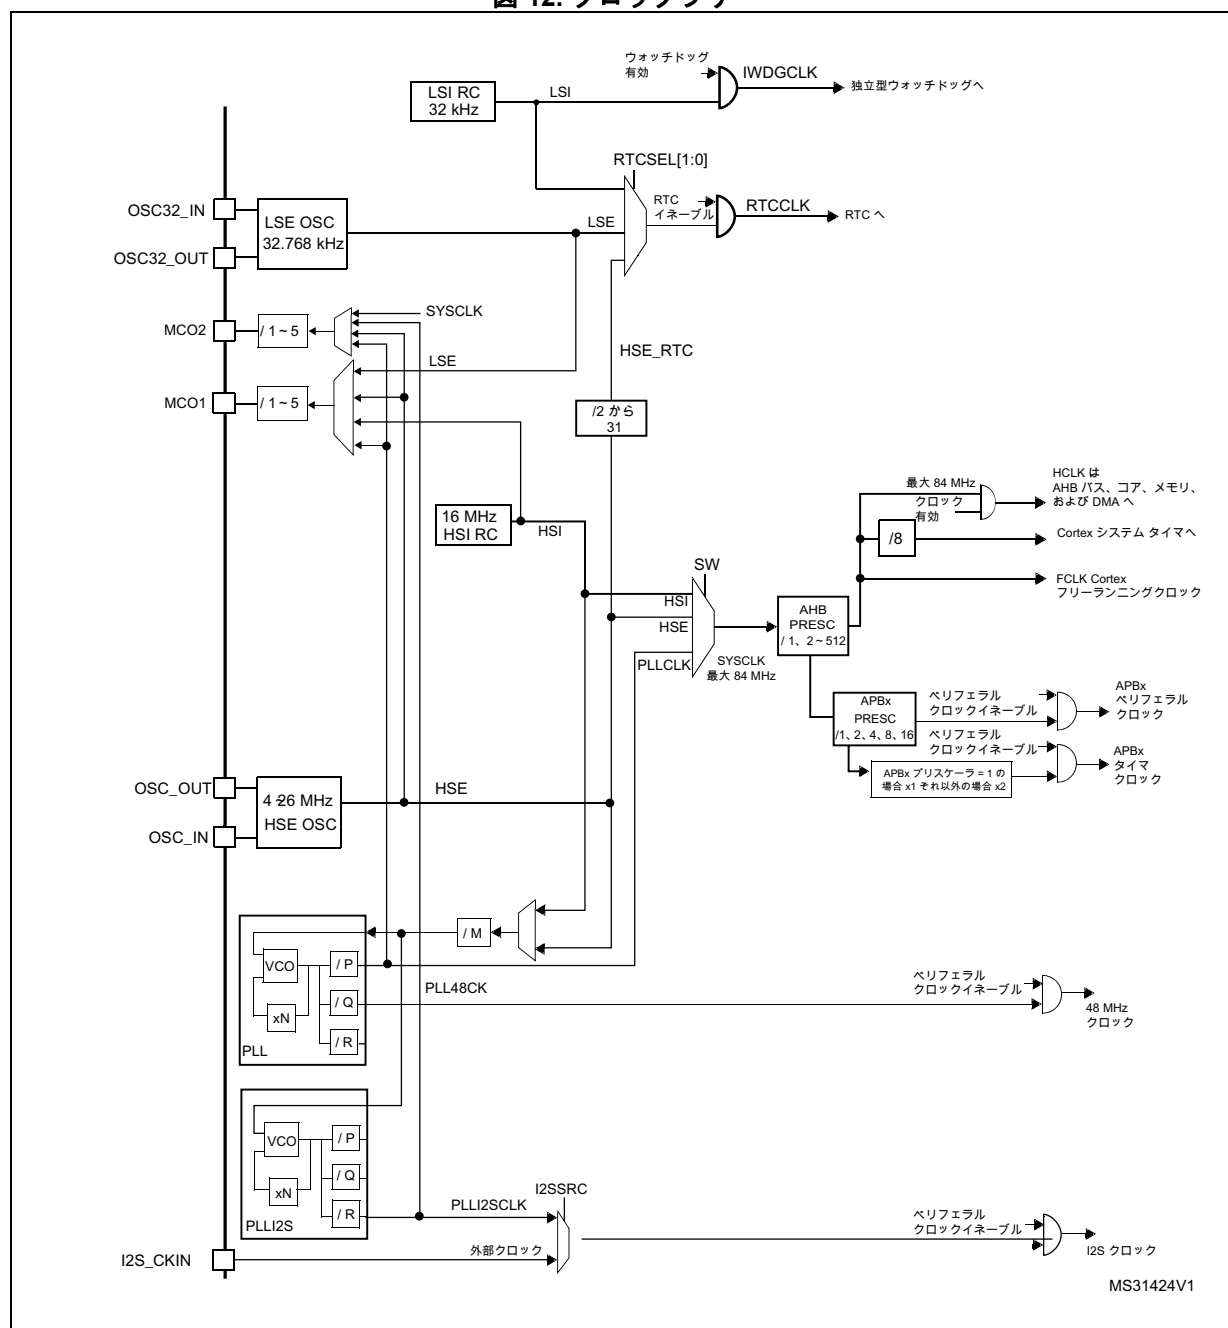 図 12. クロックツリー
ウォッチドッグ
有効
IWDGCLK
独立型ウォッチドッグへ
LSI RC
32 kHz
LSI
RTCSEL[1:0]
OSC32_IN
LSE OSC
32.768 kHz
LSE
RTC
イネーブル
RTCCLK
RTC へ
OSC32_OUT
SYSCLK
MCO2
/ 1 ~ 5
HSE_RTC
LSE
MCO1
/ 1 ~ 5
/2 から
31
最大 84 MHz
クロック
有効
HCLK は
AHB バス、コア、メモリ、
および DMA へ
16 MHz
HSI RC
HSI
/8
Cortex システム タイマへ
SW
FCLK Cortex
フリーランニングクロック
HSI
HSE
PLLCLK
SYSCLK
最大 84 MHz
AHB
PRESC
/ 1、2 ~ 512
APBx
PRESC
/1、2、4、8、16
ペリフェラル
クロックイネーブル
APBx
ペリフェラル
クロック
ペリフェラル
クロックイネーブル
APBx
タイマ
クロック
APBx プリスケーラ = 1 の
場合 x1 それ以外の場合 x2
OSC_OUT
4-26 MHz
HSE OSC
HSE
OSC_IN
/ M
VCO
/ P
PLL48CK
/ Q
xN
/ R
PLL
ペリフェラル
クロックイネーブル
48 MHz
クロック
VCO
/ P
/ Q
xN
/ R
PLLI2S
PLLI2SCLK
I2SSRC
ペリフェラル
クロックイネーブル
I2S クロック
I2S_CKIN
外部クロック
MS31424V1